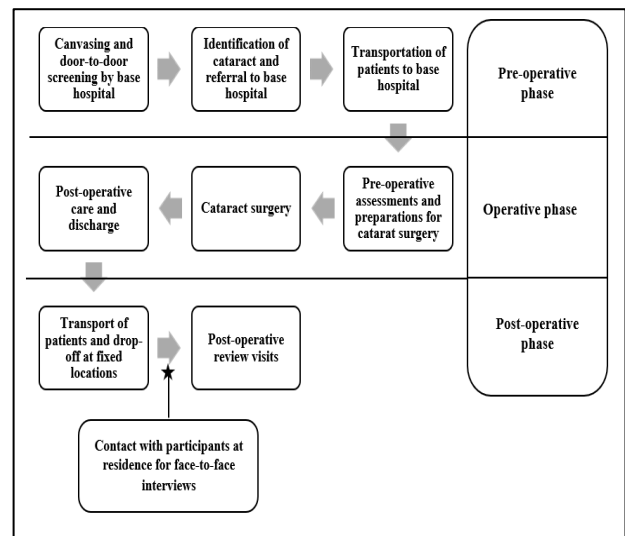 Canvasing and
door-to-door
screening by base
hospital
Identification of
cataract and
referral to base
hospital
Transportation of
patients to base
hospital
Pre-operative
phase
Post-operative
care and
discharge
Cataract surgery
Pre-operative
assessments and
preparations for
catarat surgery
Operative phase
Transport of
patients and drop-
off at fixed
locations
Post-operative
review visits
Post-operative
phase
Contact with participants at
residence for face-to-face
interviews